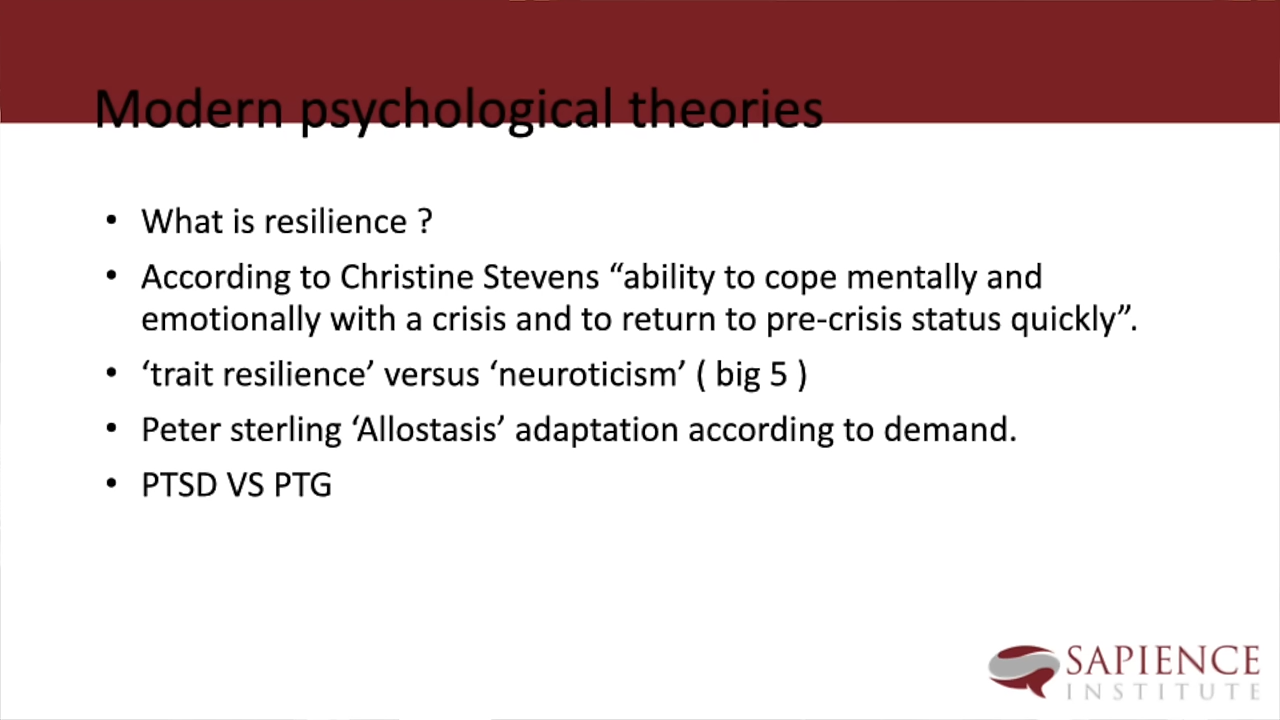 Modern psychological theories
• What is resilience ?
• According to Christine Stevens “ability to cope mentally and
emotionally with a crisis and to return to pre-crisis status quickly”.
• ‘trait resilience’ versus ‘neuroticism’ ( big 5 )
• Peter sterling ‘Allostasis’ adaptation according to demand.
• PTSD VS PTG
SAPIENCE
INSTITUTE